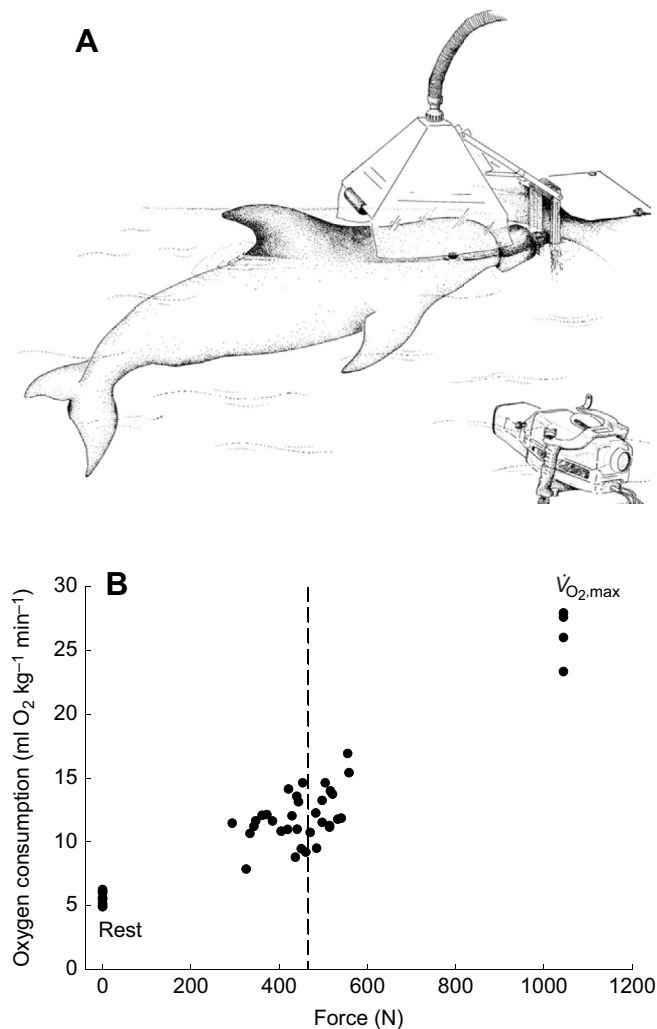 A
B
Oxygen consumption (ml O₂ kg⁻¹ min⁻¹)
30
25
20
15
10
5
0
V̇O₂,max
Rest
0 200 400 600 800 1000 1200
Force (N)